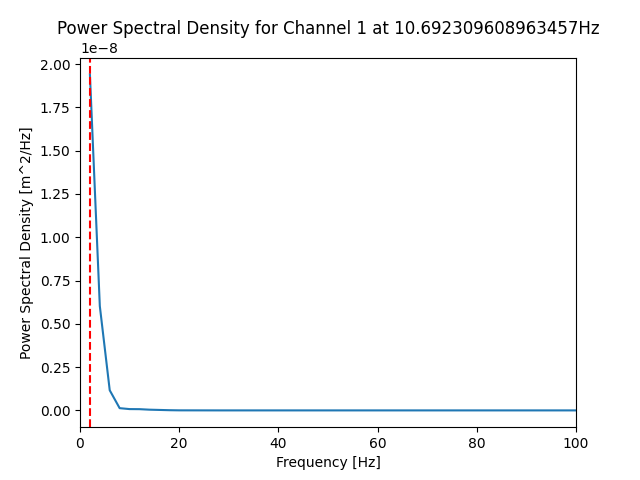 Power Spectral Density for Channel 1 at 10.692309608963457Hz
1e−8
2.00
1.75
1.50
1.25
1.00
0.75
0.50
0.25
0.00
Power Spectral Density [m^2/Hz]
0 20 40 60 80 100
Frequency [Hz]